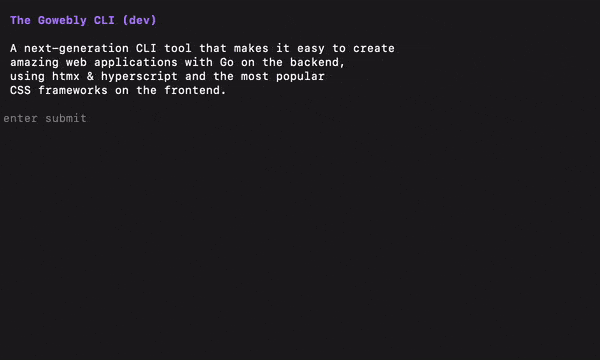 The Gowebly CLI (dev)
A next–generation CLI tool that makes it easy to create
amazing web applications with Go on the backend,
using htmx & hyperscript and the most popular
CSS frameworks on the frontend.
enter submit